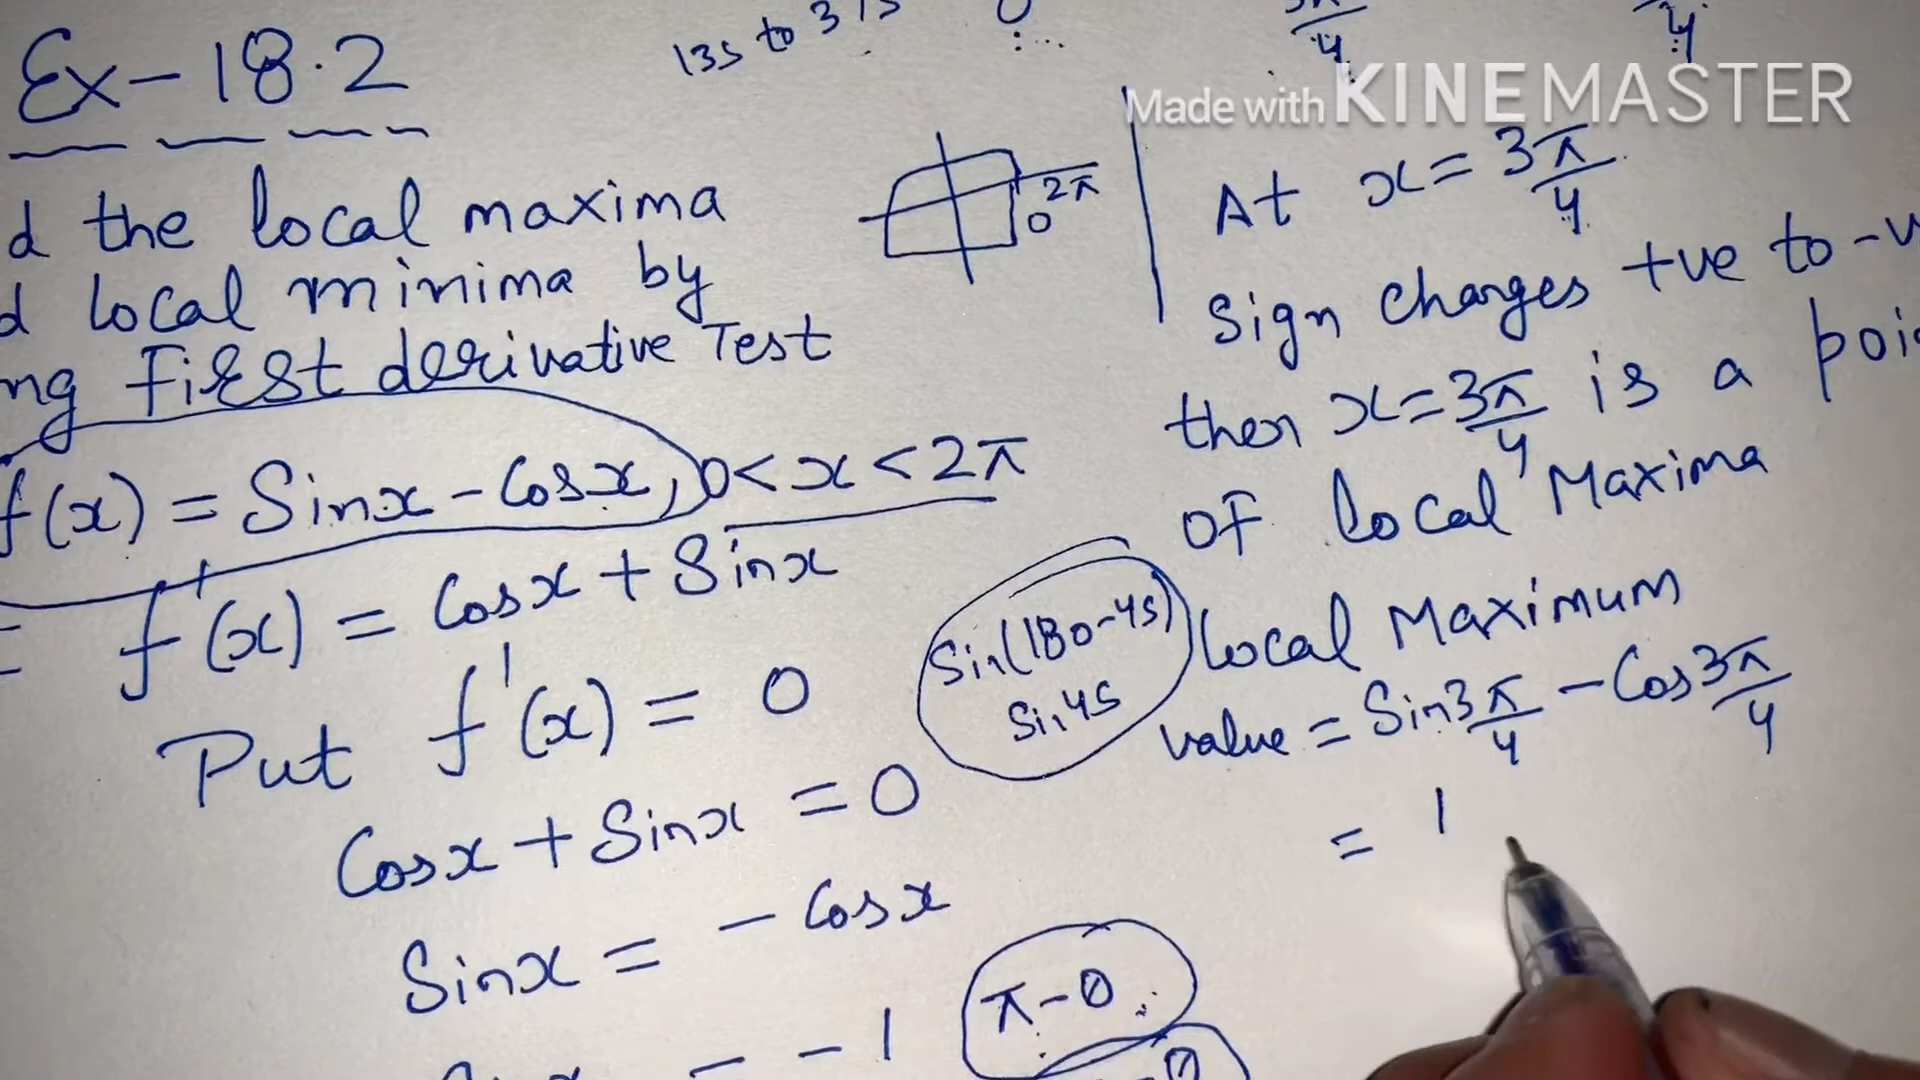 Ex-18.2
135 to 315
Made with KINEMASTER
d the local maxima
d local minima by
ng First derivative Test
f(x) = Sinx - Cosx, 0 < x < 2π
f'(x) = Cosx + Sinx
Put f'(x) = 0
Cosx + Sinx = 0
Sinx = - Cosx
= -1
π-θ
2π
0
Sin(180-45)
Sin45
At x = 3π/4
Sign changes +ve to -v
then x = 3π/4 is a poi
OF local Maxima
local Maximum
value = Sin3π/4 - Cos3π/4
= 1